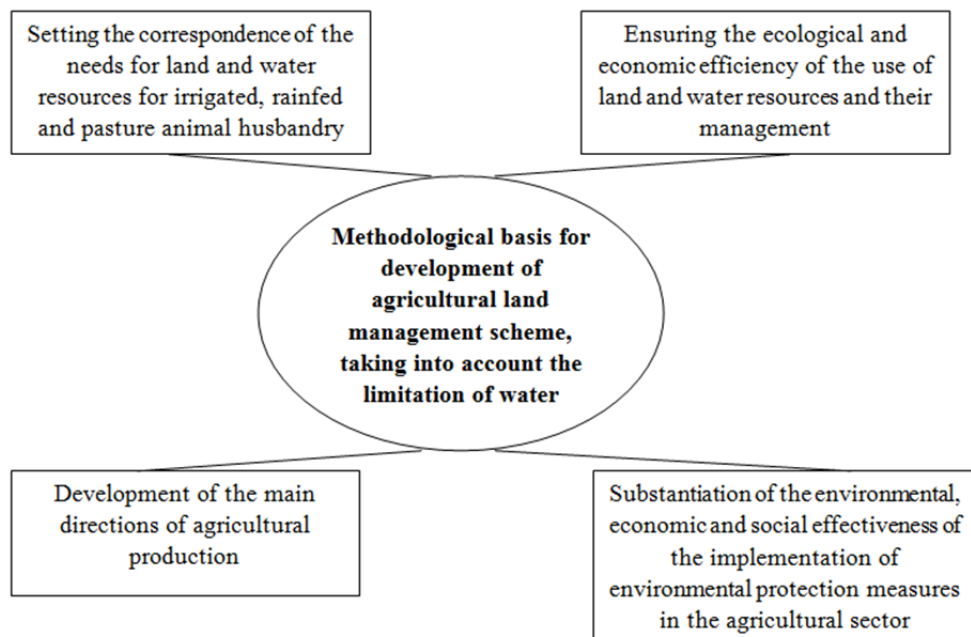 Setting the correspondence of the
needs for land and water
resources for irrigated, rainfed
and pasture animal husbandry
Ensuring the ecological and
economic efficiency of the use of
land and water resources and their
management
Methodological basis for
development of
agricultural land
management scheme,
taking into account the
limitation of water
Development of the main
directions of agricultural
production
Substantiation of the environmental,
economic and social effectiveness of
the implementation of
environmental protection measures
in the agricultural sector